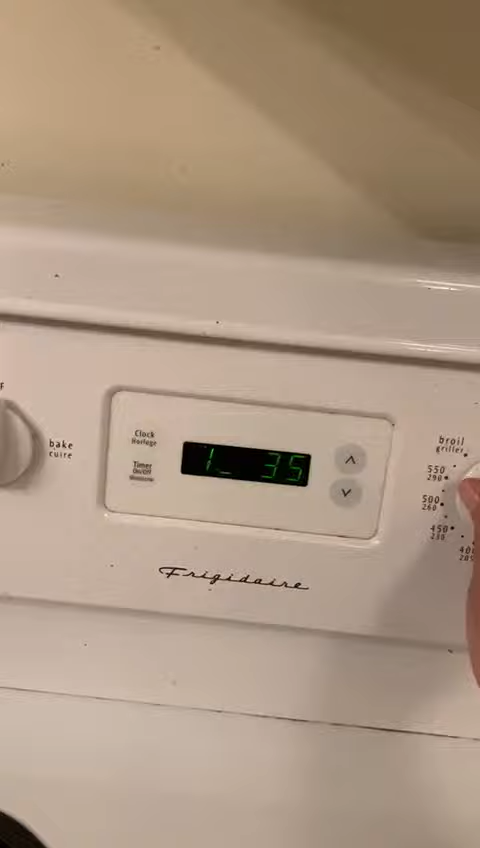 F
bake
cuire
Clock
Horloge
Timer
On/Off
Minuterie
1_ 35
broil
griller
550
290
500
260
450
230
400
205
Frigidaire